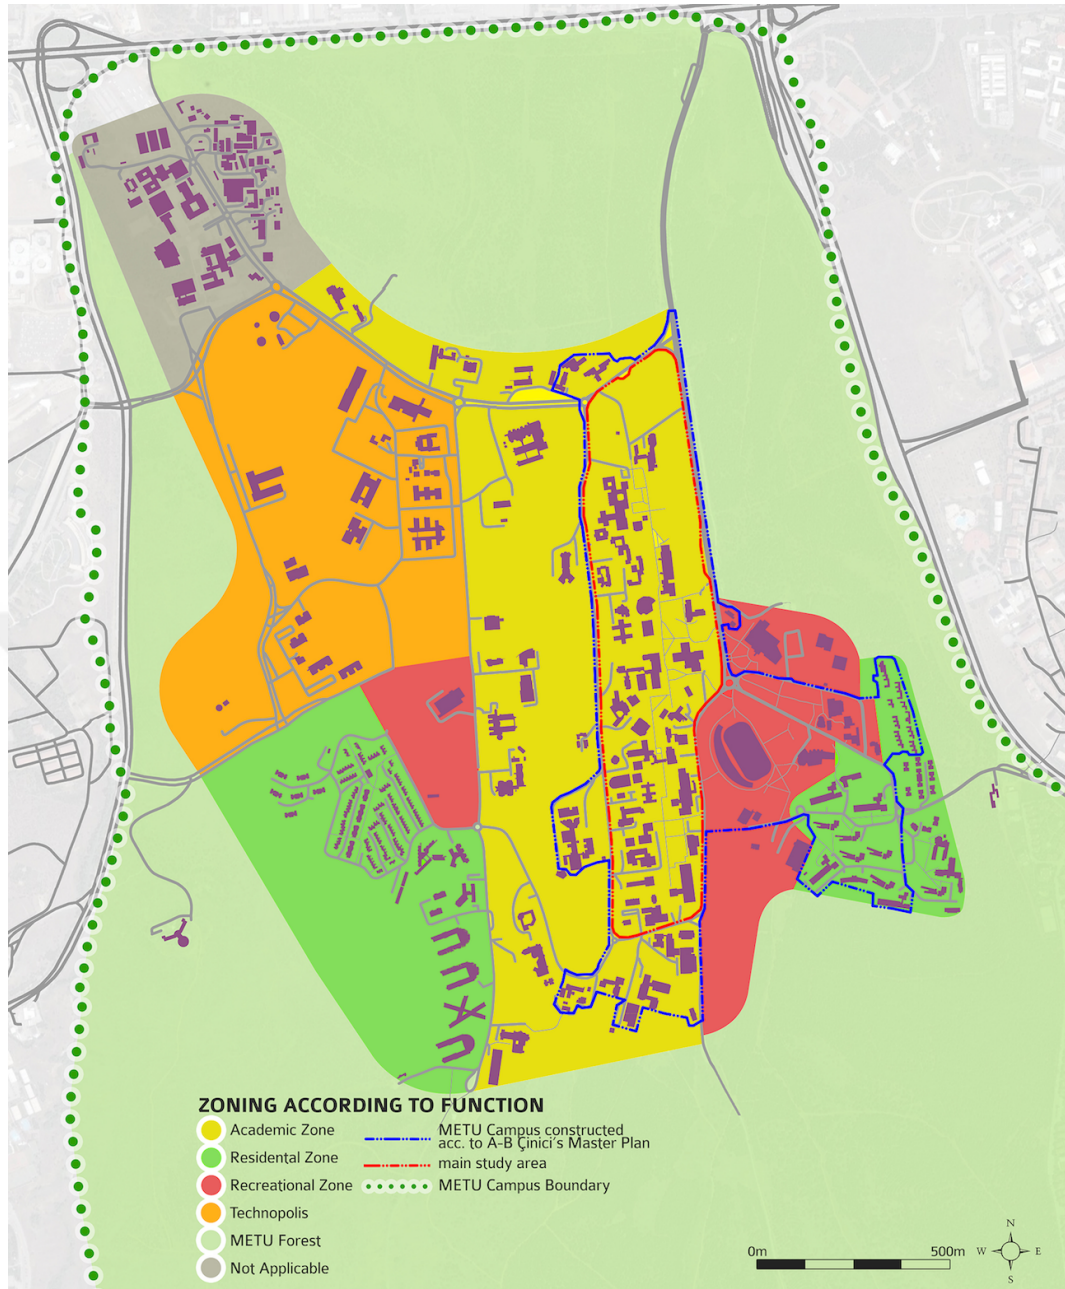 ZONING ACCORDING TO FUNCTION
Academic Zone
Residental Zone
Recreational Zone
Technopolis
METU Forest
Not Applicable
METU Campus constructed
acc. to A-B Çinici's Master Plan
main study area
METU Campus Boundary
0m 500m
N
W E
S